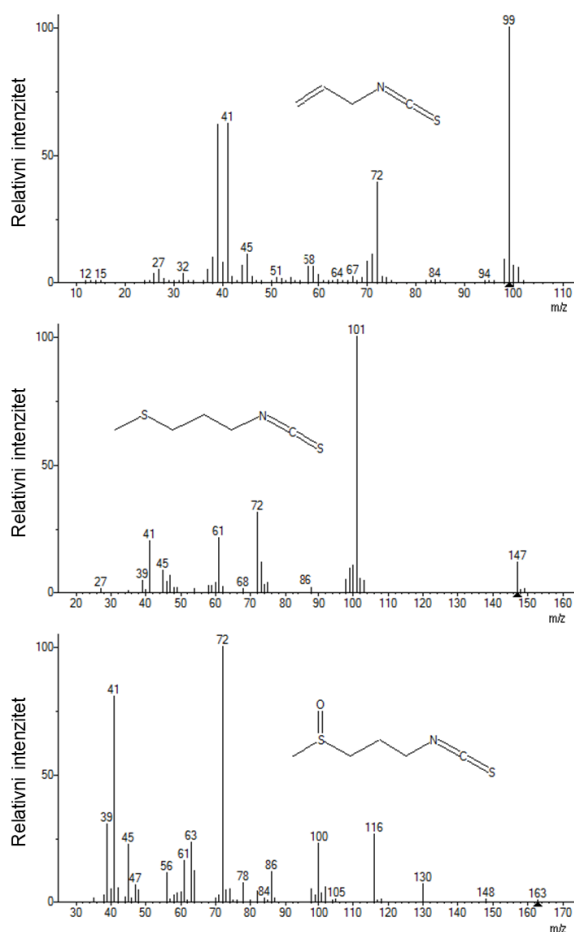 Relativni intenzitet
100
50
0
12 15 27 32 41 45 51 58 64 67 72 84 94 99
N
C
S
10 20 30 40 50 60 70 80 90 100 110
m/z
Relativni intenzitet
100
50
0
27 39 41 45 61 68 72 86 101 147
S
N
C
S
20 30 40 50 60 70 80 90 100 110 120 130 140 150 160
m/z
Relativni intenzitet
100
50
0
39 41 45 47 56 61 63 72 78 84 86 100 105 116 130 148 163
O
S
N
C
S
30 40 50 60 70 80 90 100 110 120 130 140 150 160 170
m/z